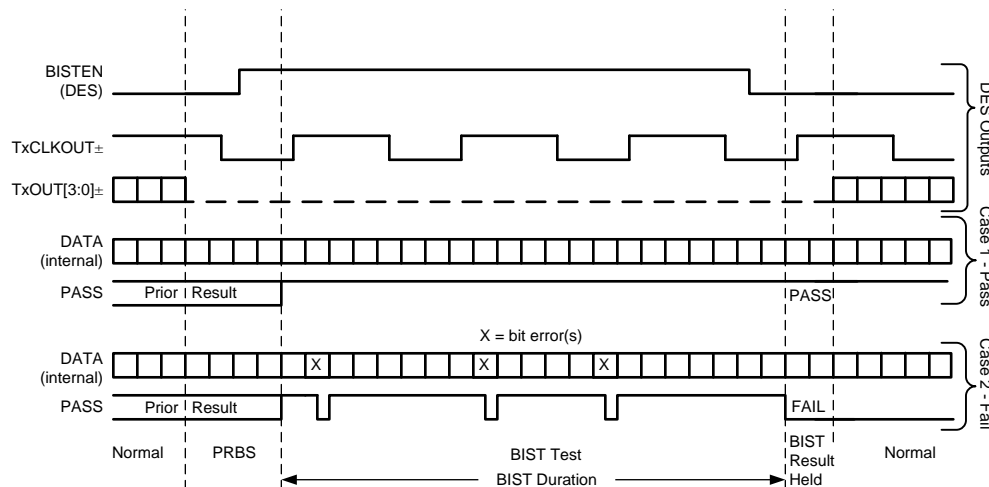 BISTEN
(DES)
TxCLKOUT±
TxOUT[3:0]±
DES Outputs
DATA
(internal)
PASS
Prior Result
PASS
Case 1 - Pass
X = bit error(s)
DATA
(internal)
X
X
X
PASS
Prior Result
FAIL
Case 2 - Fail
Normal
PRBS
BIST Test
BIST Duration
BIST
Result
Held
Normal